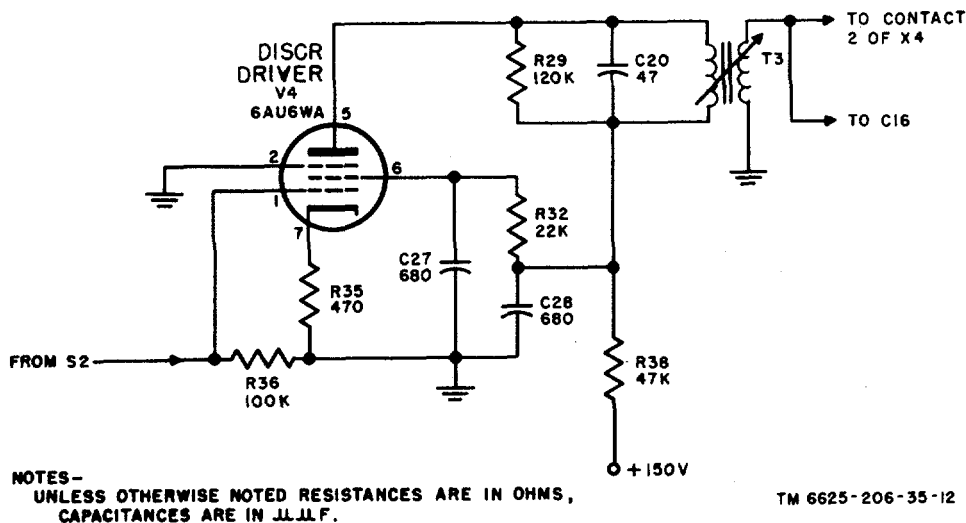 DISCR
DRIVER
V4
6AU6WA
5
2
1
6
7
R29
120K
C20
47
T3
TO CONTACT
2 OF X4
TO C16
R32
22K
C27
680
C28
680
R35
470
FROM S2
R36
100K
R38
47K
+150V
NOTES-
UNLESS OTHERWISE NOTED RESISTANCES ARE IN OHMS,
CAPACITANCES ARE IN µµF.
TM 6625-206-35-12